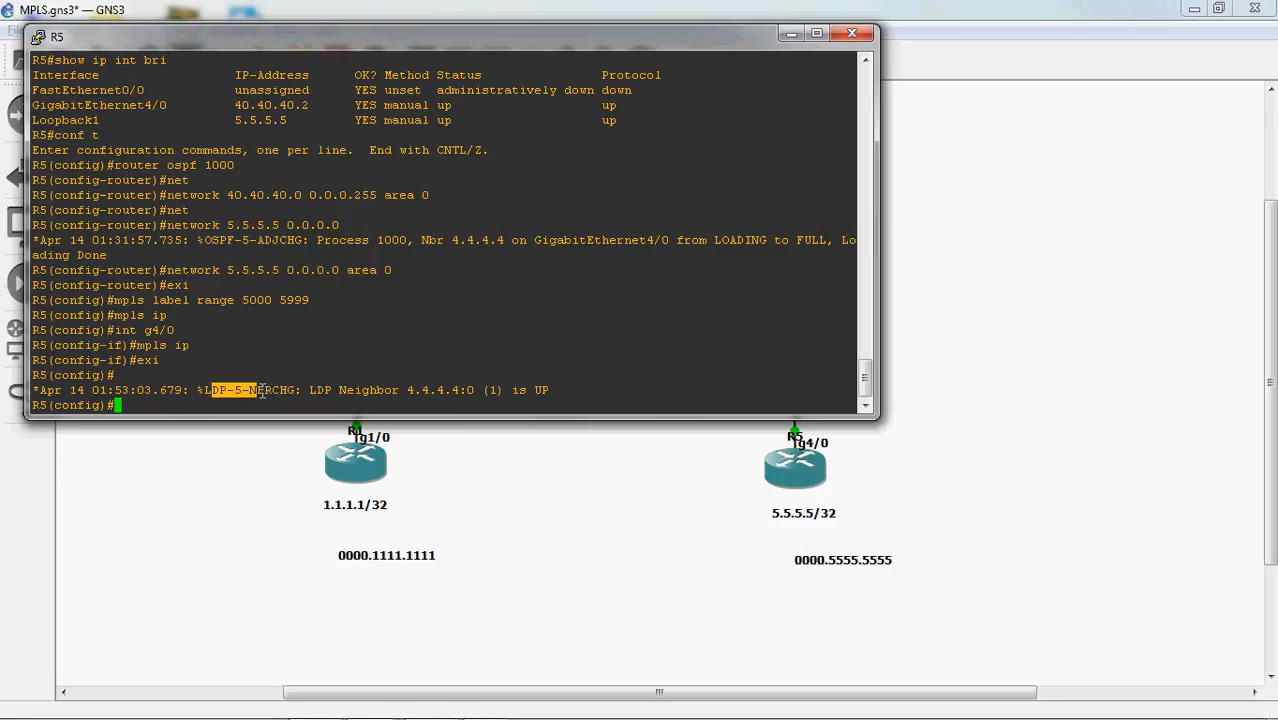 MPLS.gns3* — GNS3
R5
R5#show ip int bri
Interface IP-Address OK? Method Status Protocol
FastEthernet0/0 unassigned YES unset administratively down down
GigabitEthernet4/0 40.40.40.2 YES manual up up
Loopback1 5.5.5.5 YES manual up up
R5#conf t
Enter configuration commands, one per line. End with CNTL/Z.
R5(config)#router ospf 1000
R5(config-router)#net
R5(config-router)#network 40.40.40.0 0.0.0.255 area 0
R5(config-router)#net
R5(config-router)#network 5.5.5.5 0.0.0.0
*Apr 14 01:31:57.735: %OSPF-5-ADJCHG: Process 1000, Nbr 4.4.4.4 on GigabitEthernet4/0 from LOADING to FULL, Lo
ading Done
R5(config-router)#network 5.5.5.5 0.0.0.0 area 0
R5(config-router)#exi
R5(config)#mpls label range 5000 5999
R5(config)#mpls ip
R5(config)#int g4/0
R5(config-if)#mpls ip
R5(config-if)#exi
R5(config)#
*Apr 14 01:53:03.679: %LDP-5-NBRCHG: LDP Neighbor 4.4.4.4:0 (1) is UP
R5(config)#
R1
g1/0
R5
g4/0
1.1.1.1/32
5.5.5.5/32
0000.1111.1111
0000.5555.5555